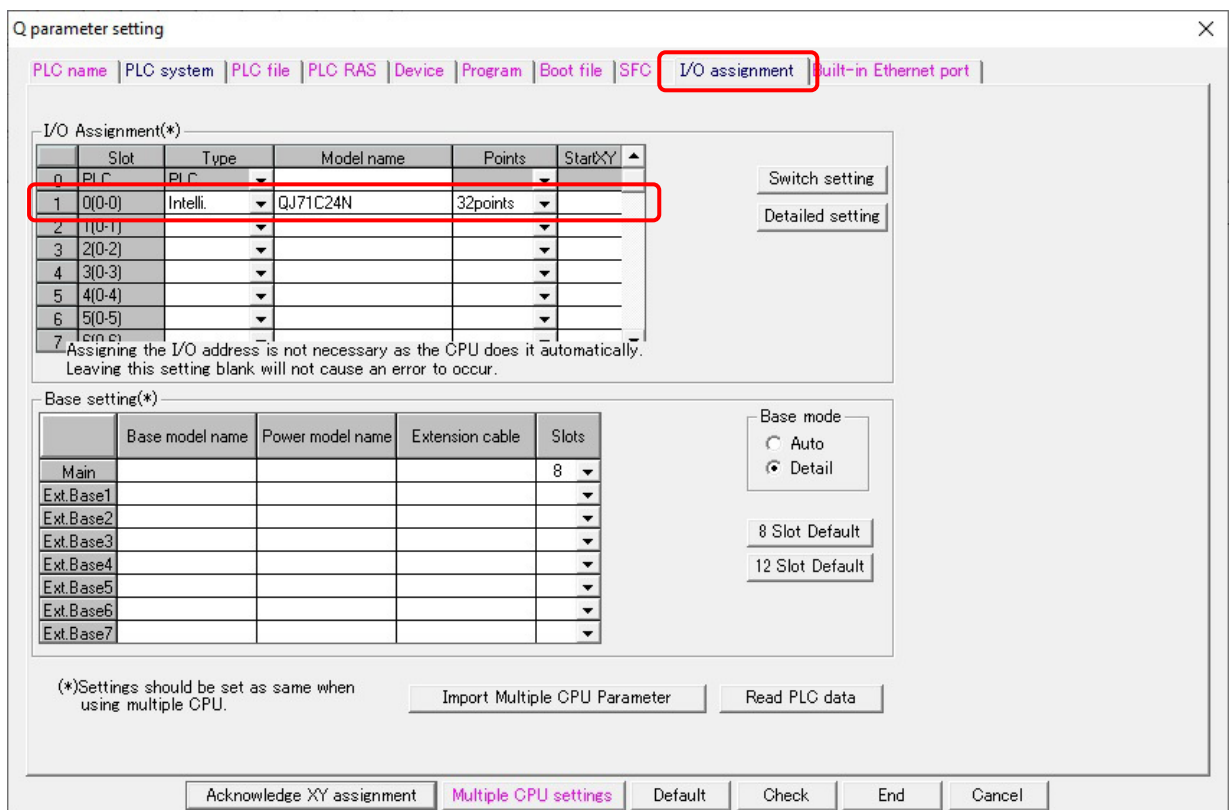 Q parameter setting
PLC name PLC system PLC file PLC RAS Device Program Boot file SFC I/O assignment Built-in Ethernet port
I/O Assignment(*)
Slot Type Model name Points StartXY
0 PLC PLC
1 0(0-0) Intelli. QJ71C24N 32points
2 1(0-1)
3 2(0-2)
4 3(0-3)
5 4(0-4)
6 5(0-5)
7 6(0-6)
Assigning the I/O address is not necessary as the CPU does it automatically.
Leaving this setting blank will not cause an error to occur.
Switch setting
Detailed setting
Base setting(*)
Base model name Power model name Extension cable Slots
Main 8
Ext.Base1
Ext.Base2
Ext.Base3
Ext.Base4
Ext.Base5
Ext.Base6
Ext.Base7
Base mode
Auto
Detail
8 Slot Default
12 Slot Default
(*)Settings should be set as same when
using multiple CPU.
Import Multiple CPU Parameter Read PLC data
Acknowledge XY assignment Multiple CPU settings Default Check End Cancel